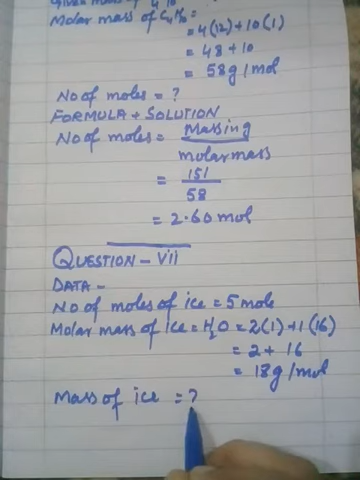 Molar mass of C4H10 =
= 4(12) + 10(1)
= 48 + 10
= 58g/mol
No of moles = ?
FORMULA + SOLUTION
No of moles = Mass in g
molar mass
= 151
58
= 2.60 mol
QUESTION - VII
DATA -
No of moles of ice = 5 mole
Molar mass of ice = H2O = 2(1) + 1(16)
= 2 + 16
= 18g/mol
Mass of ice = ?